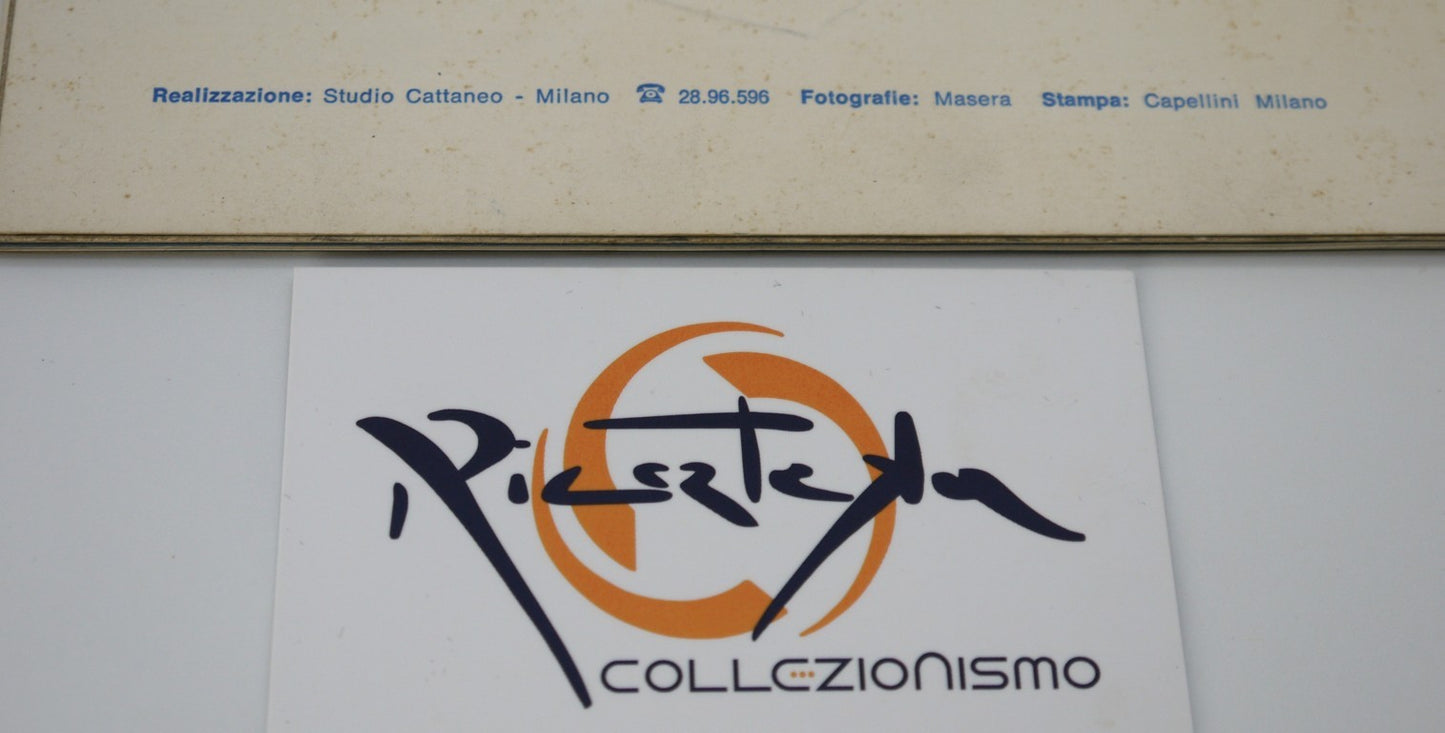 Realizzazione: Studio Cattaneo - Milano ☎ 28.96.596 Fotografie: Masera Stampa: Capellini Milano
COLLEZIONISMO